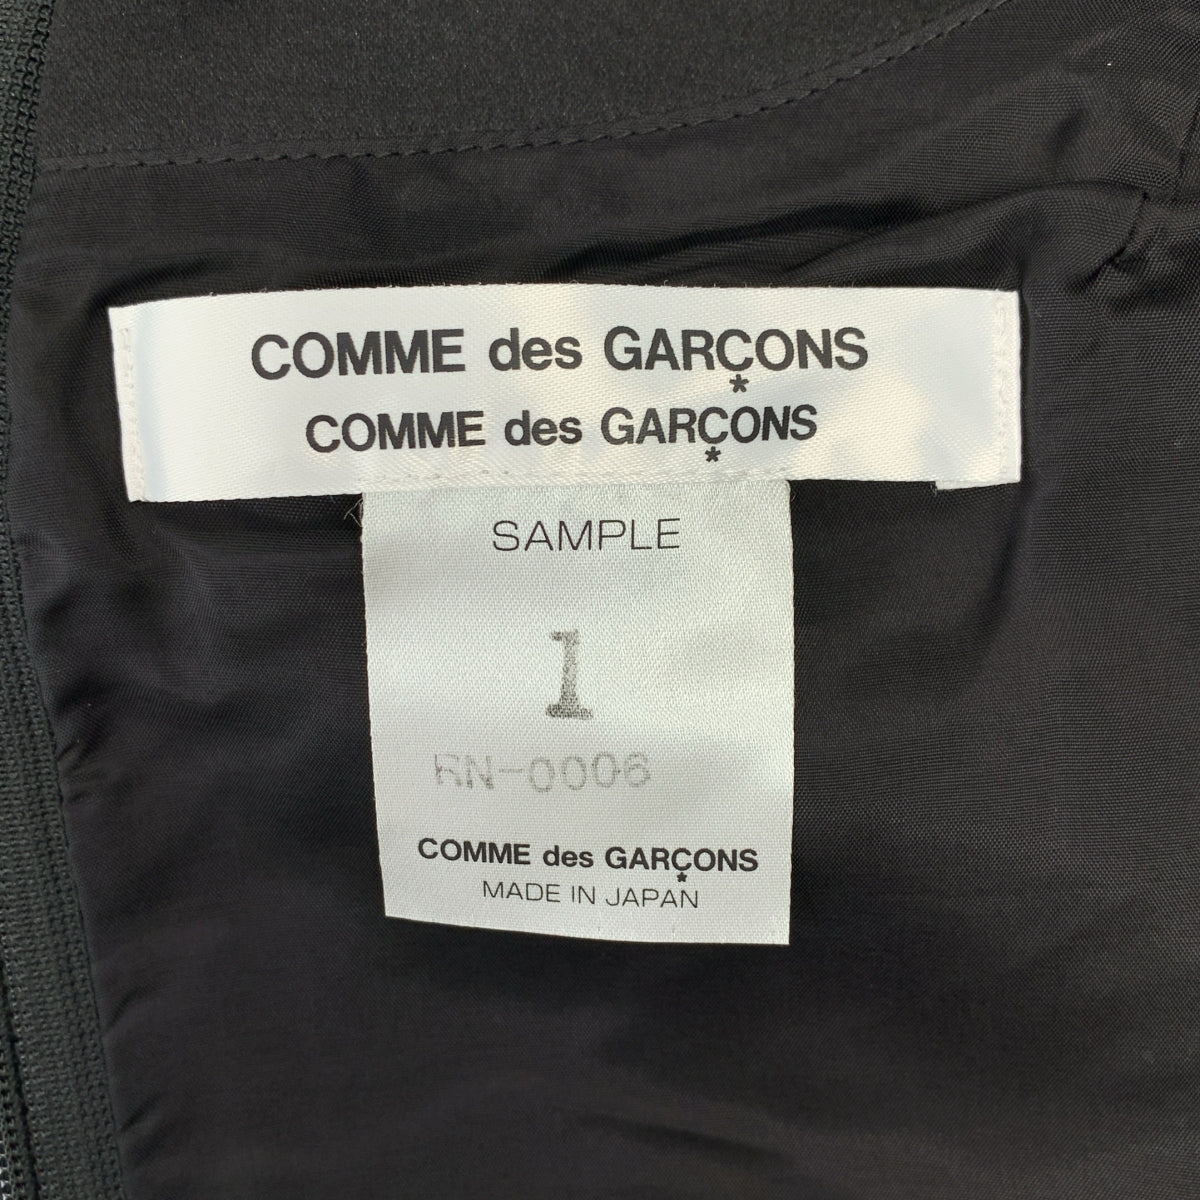 COMME des GARÇONS
*
COMME des GARÇONS
*
SAMPLE
1
RN-0006
COMME des GARÇONS
*
MADE IN JAPAN